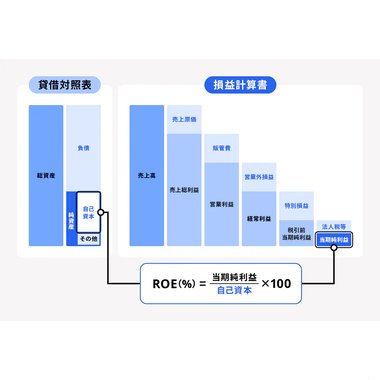 貸借対照表
総資産
負債
純資産
自己
資本
その他
損益計算書
売上高
売上原価
売上総利益
販管費
営業利益
営業外損益
経常利益
特別損益
税引前
当期純利益
法人税等
当期純利益
ROE(%) = 当期純利益/自己資本 ×100